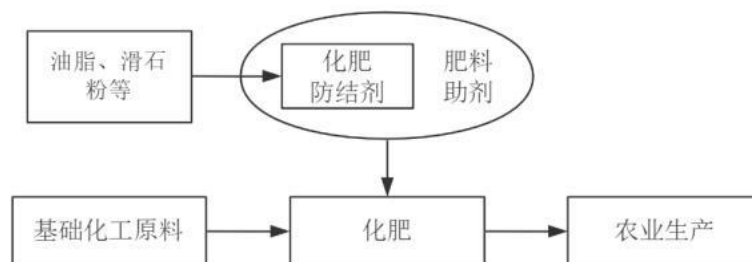 油脂、滑石
粉等
化肥
防结剂
肥料
助剂
基础化工原料
化肥
农业生产